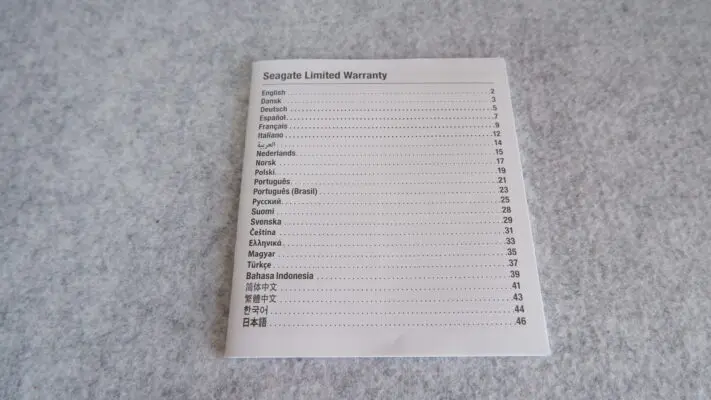 Seagate Limited Warranty
English 2
Dansk 3
Deutsch 5
Español 7
Français 9
Italiano 12
العربية 14
Nederlands 15
Norsk 17
Polski 19
Português 21
Português (Brasil) 23
Русский 25
Suomi 28
Svenska 29
Čeština 31
Ελληνικά 33
Magyar 35
Türkçe 37
Bahasa Indonesia 39
简体中文 41
繁體中文 43
한국어 44
日本語 46